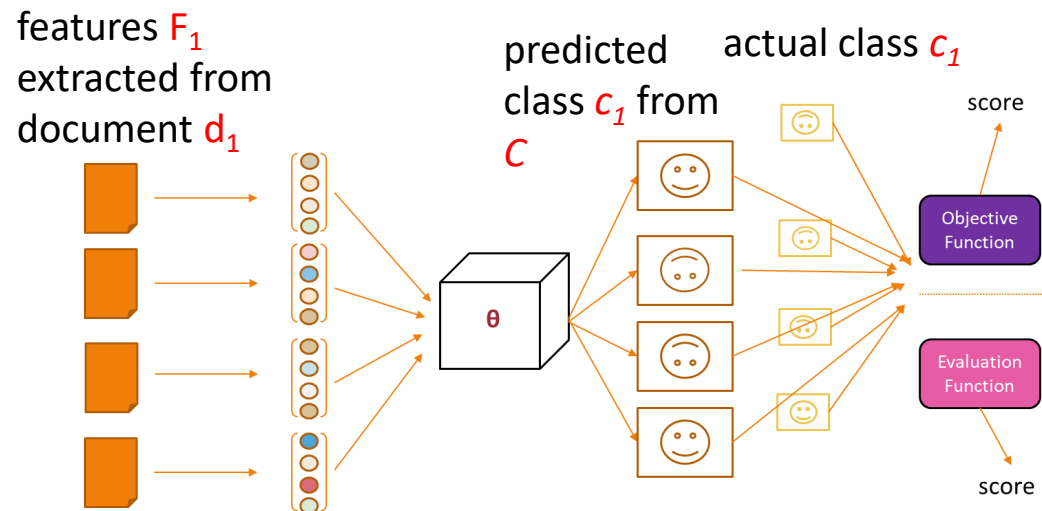 features F₁
extracted from
document d₁
predicted
class c₁ from
C
actual class c₁
score
θ
Objective
Function
Evaluation
Function
score